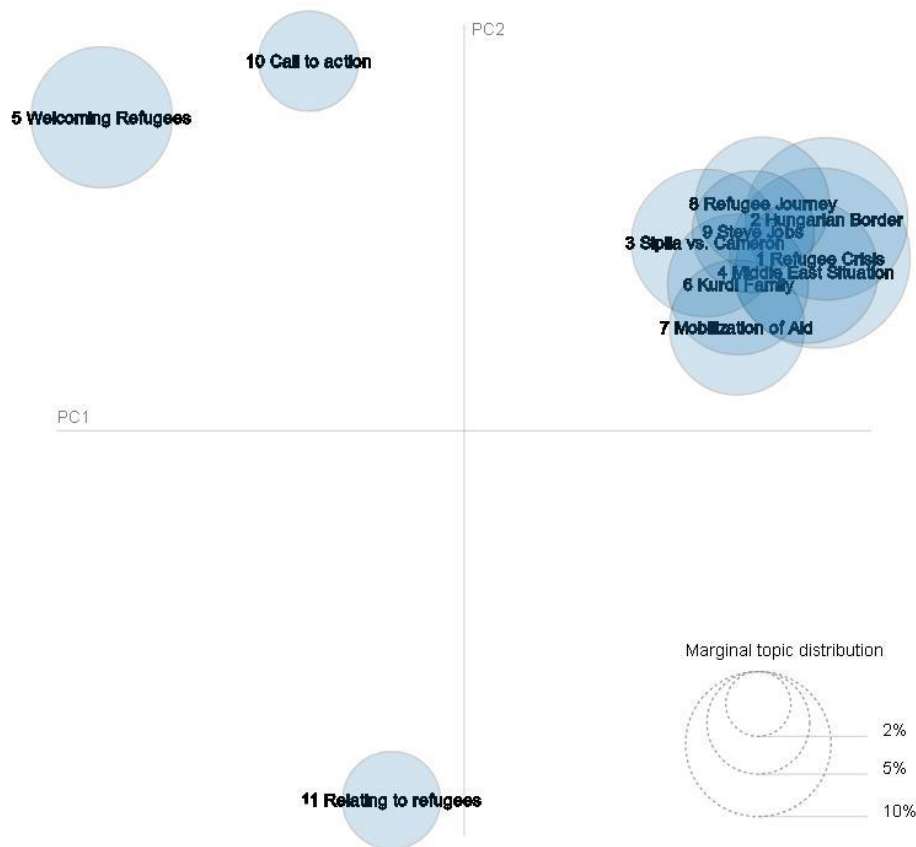 PC2
10 Call to action
5 Welcoming Refugees
8 Refugee Journey
2 Hungarian Border
9 Steve Jobs
3 Sipila vs. Cameron
1 Refugee Crisis
4 Middle East Situation
6 Kurdi Family
7 Mobilization of Aid
PC1
Marginal topic distribution
2%
5%
10%
11 Relating to refugees